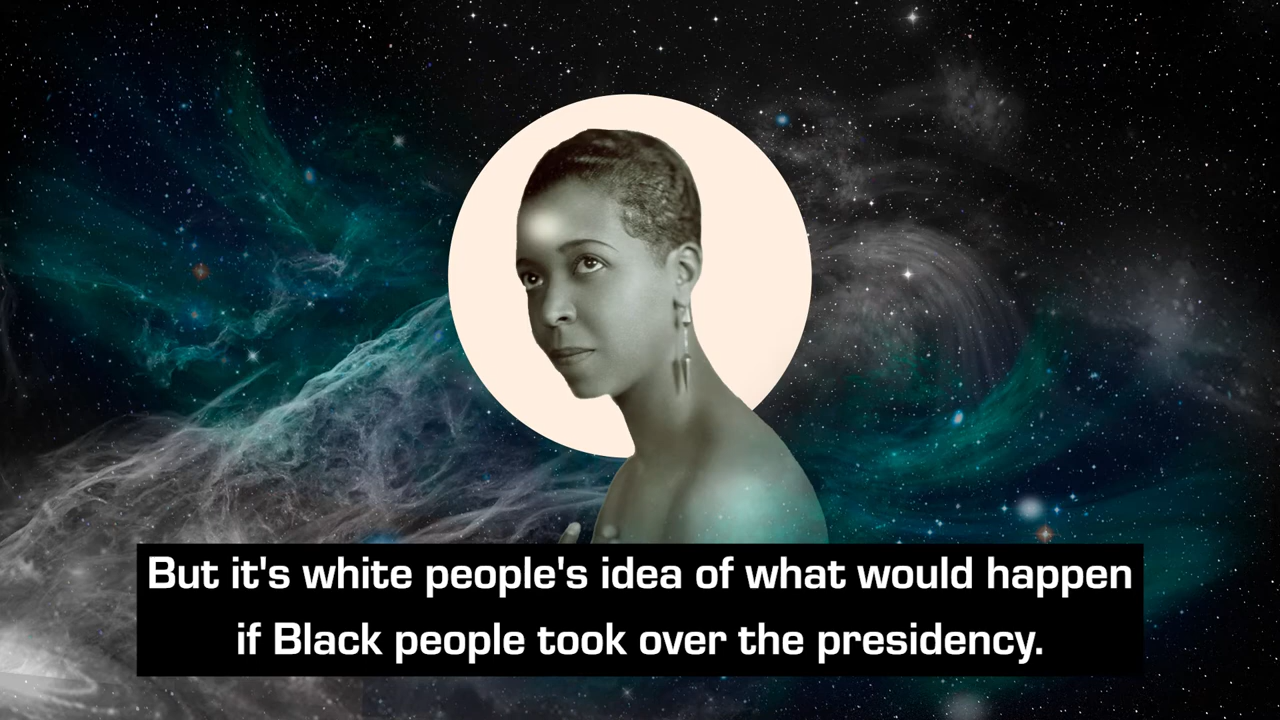 But it's white people's idea of what would happen
if Black people took over the presidency.